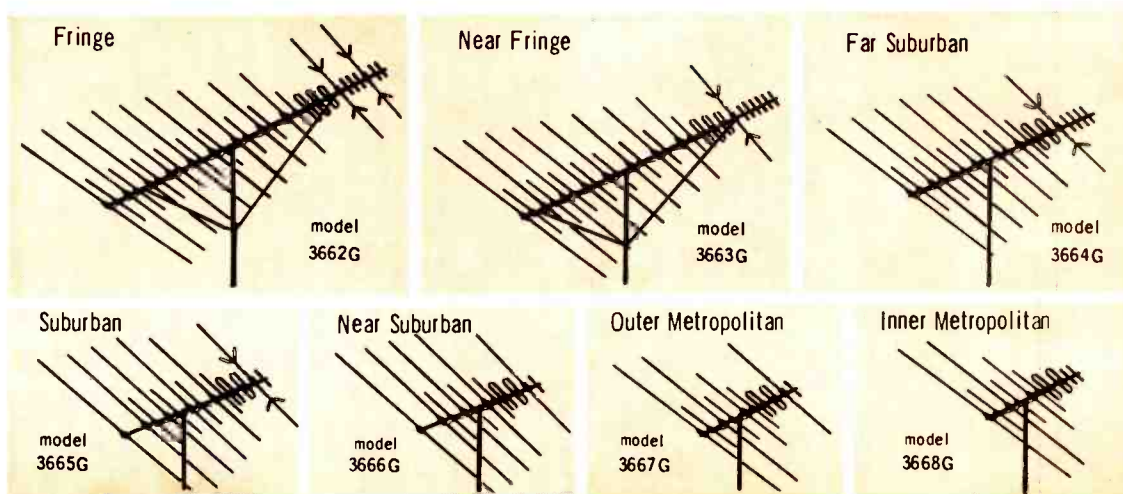 Fringe
model
3662G
Near Fringe
model
3663G
Far Suburban
model
3664G
Suburban
model
3665G
Near Suburban
model
3666G
Outer Metropolitan
model
3667G
Inner Metropolitan
model
3668G